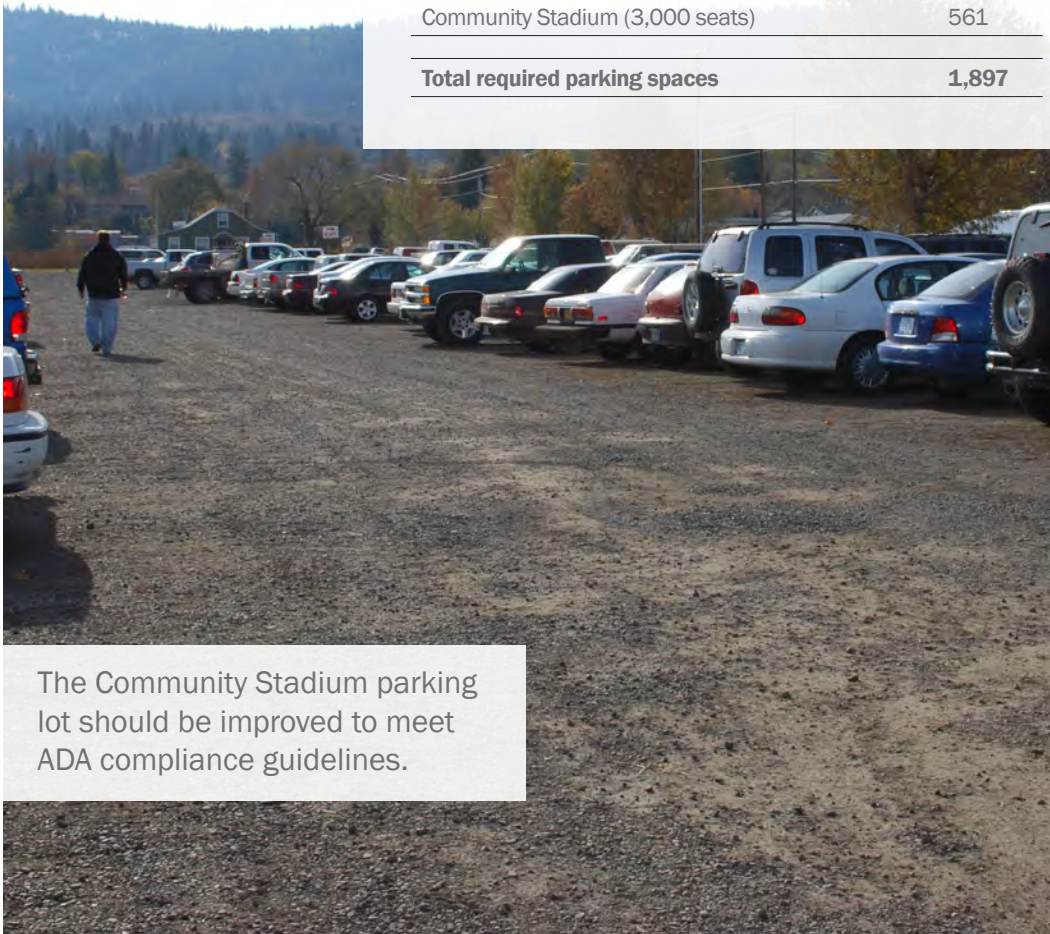 Community Stadium (3,000 seats) 561
Total required parking spaces 1,897
The Community Stadium parking
lot should be improved to meet
ADA compliance guidelines.